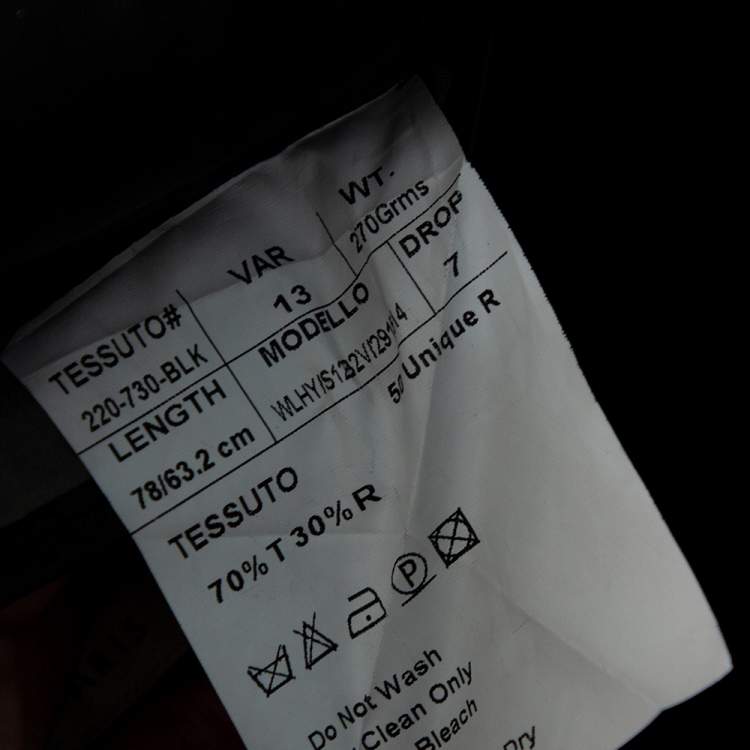 TESSUTO# VAR WT.
220-730-BLK 13 270Grms
LENGTH MODELLO DROP
78/63.2 cm 7
50 Unique R
TESSUTO
70% T 30% R
P
Do Not Wash
Clean Only
Bleach
Dry